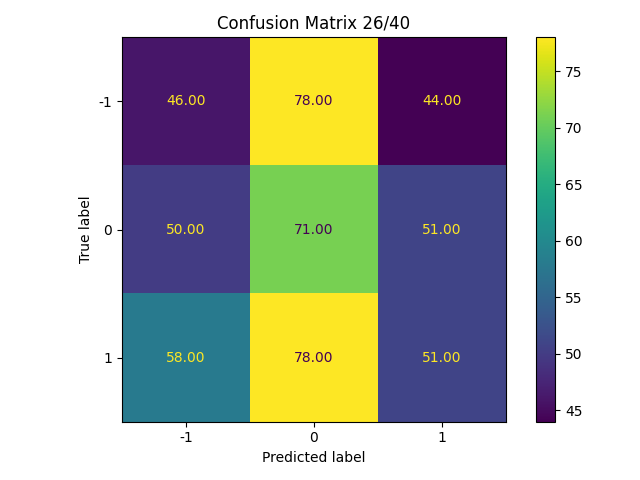 Confusion Matrix 26/40
True label
-1
46.00 78.00 44.00
0
50.00 71.00 51.00
1
58.00 78.00 51.00
-1 0 1
Predicted label
75
70
65
60
55
50
45